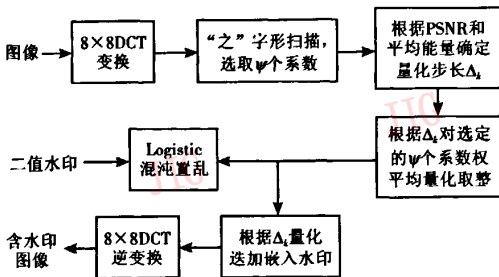 图像
8×8DCT
变换
“之”字形扫描，
选取ψ个系数
根据PSNR和
平均能量确定
量化步长Δk
根据Δk对选定
的ψ个系数权
平均量化取整
二值水印
Logistic
混沌置乱
根据Δk量化
迭加嵌入水印
8×8DCT
逆变换
含水印
图像